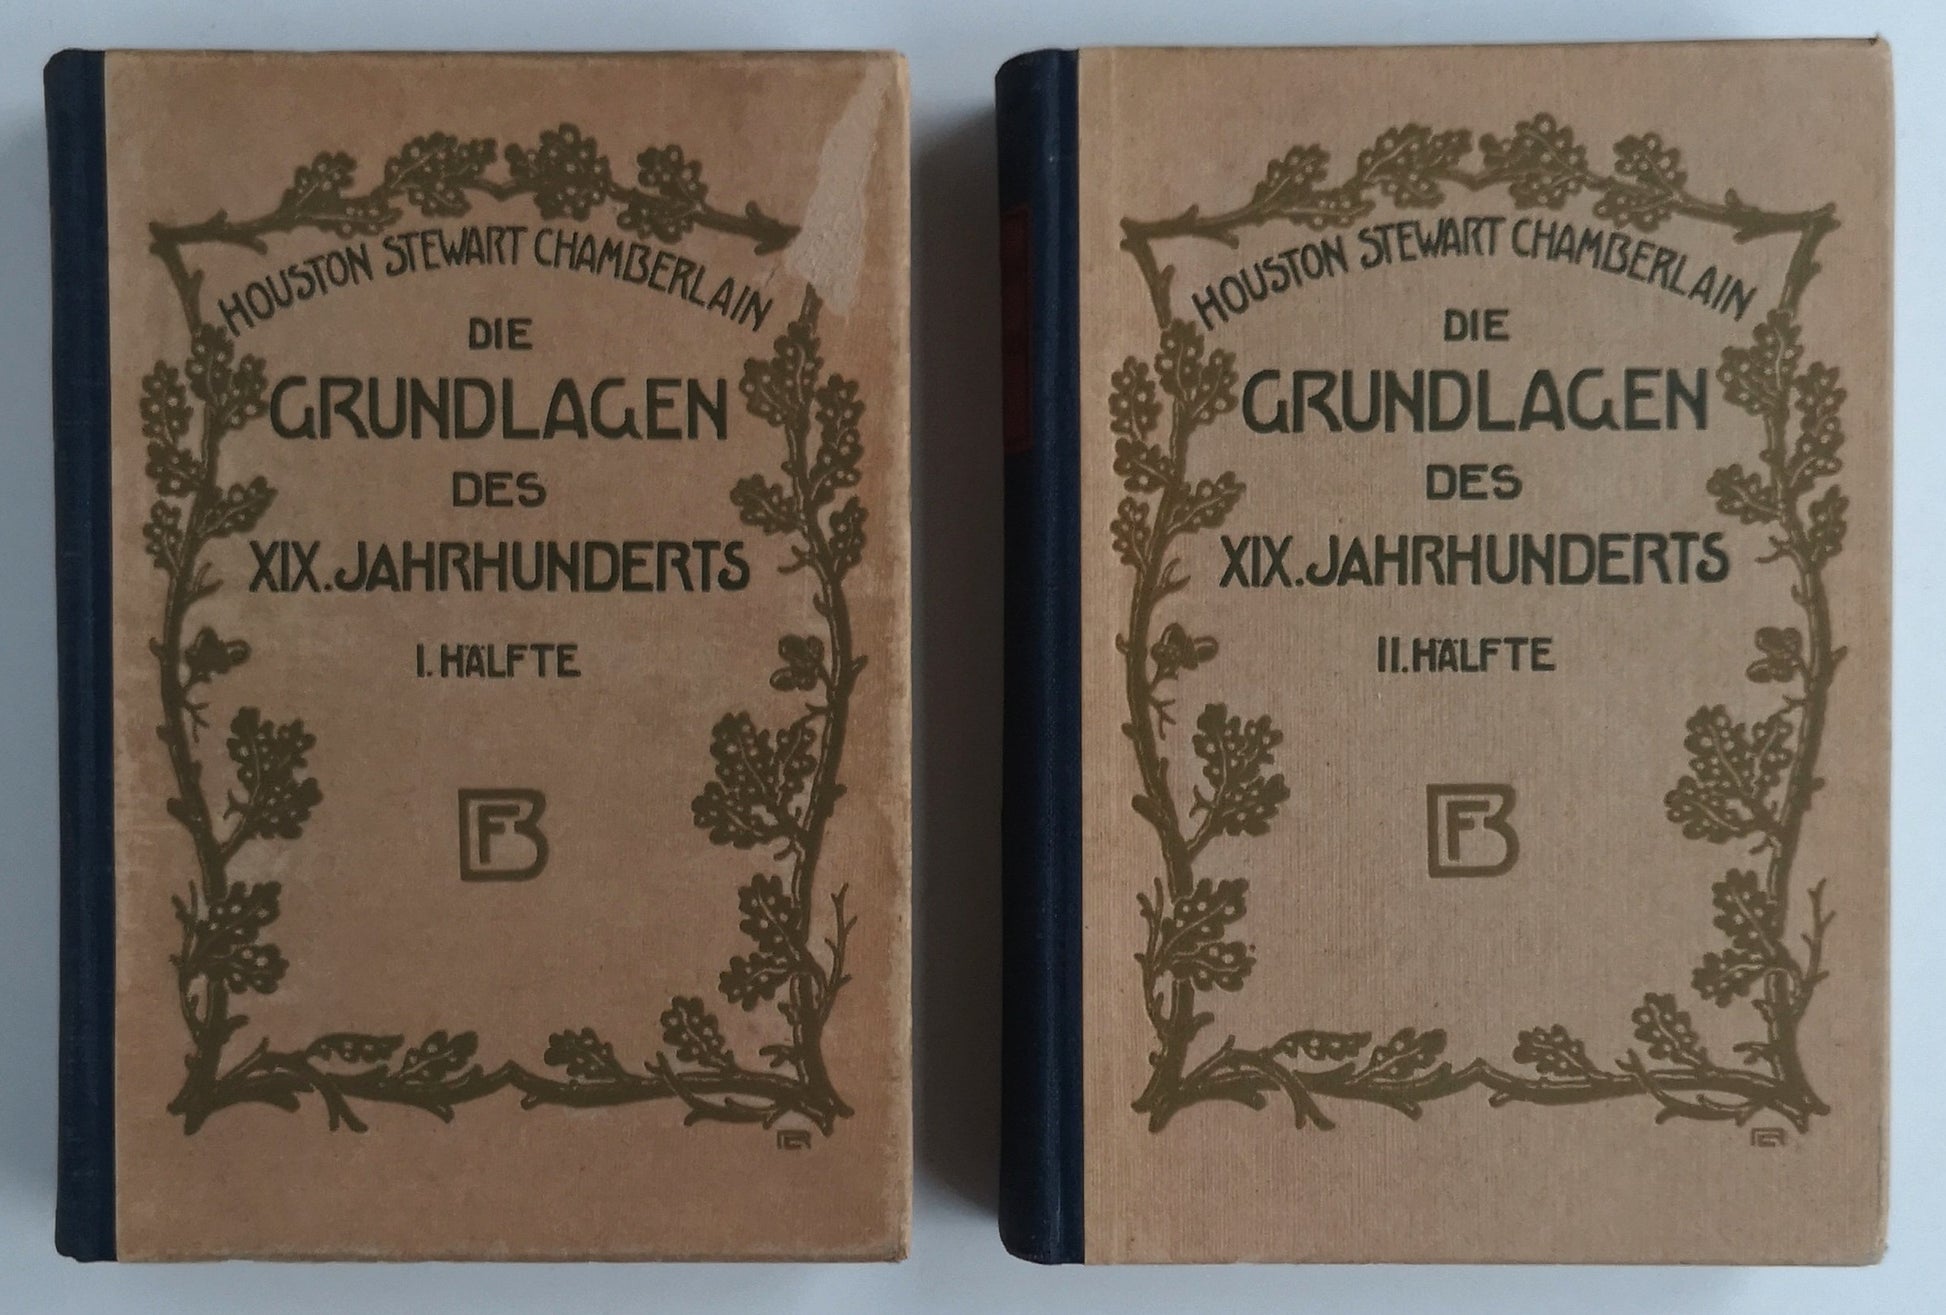 HOUSTON STEWART CHAMBERLAIN
DIE
GRUNDLAGEN
DES
XIX. JAHRHUNDERTS
I. HÄLFTE
FB
HOUSTON STEWART CHAMBERLAIN
DIE
GRUNDLAGEN
DES
XIX. JAHRHUNDERTS
II. HÄLFTE
FB